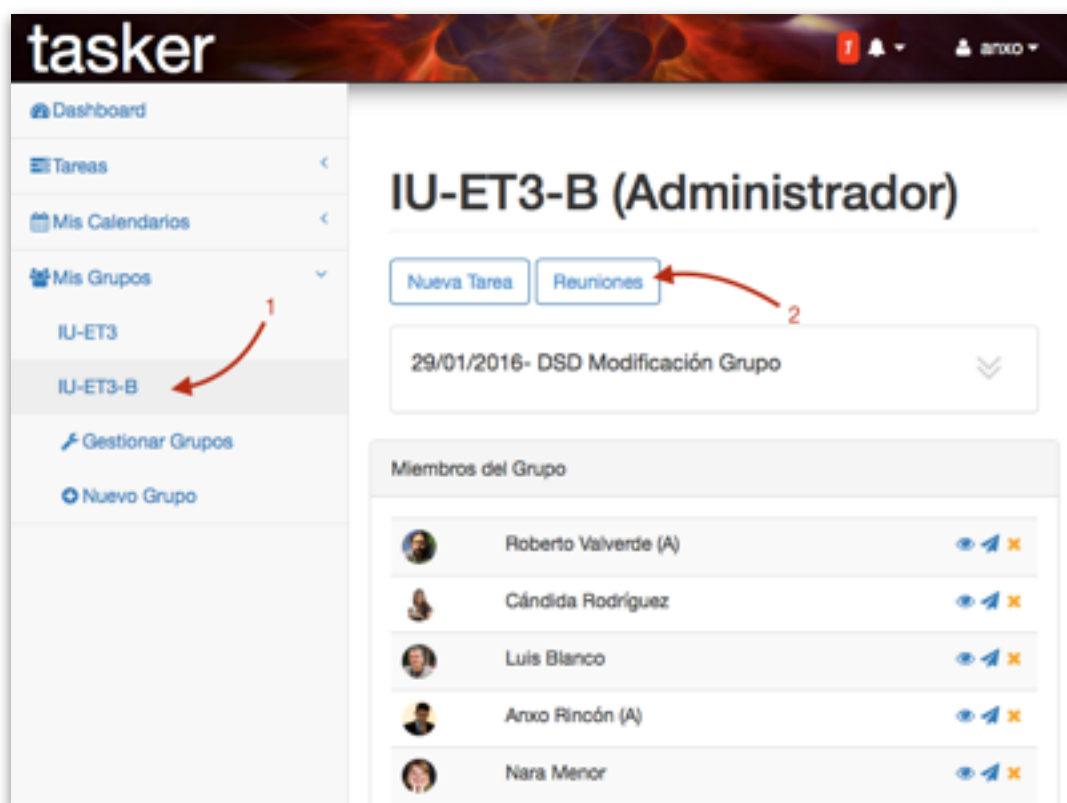 tasker
1
anxo
Dashboard
Tareas
Mis Calendarios
Mis Grupos
1
IU-ET3
IU-ET3-B
Gestionar Grupos
Nuevo Grupo
IU-ET3-B (Administrador)
Nueva Tarea
Reuniones
2
29/01/2016- DSD Modificación Grupo
Miembros del Grupo
Roberto Valverde (A)
Cándida Rodríguez
Luis Blanco
Anxo Rincón (A)
Nara Menor